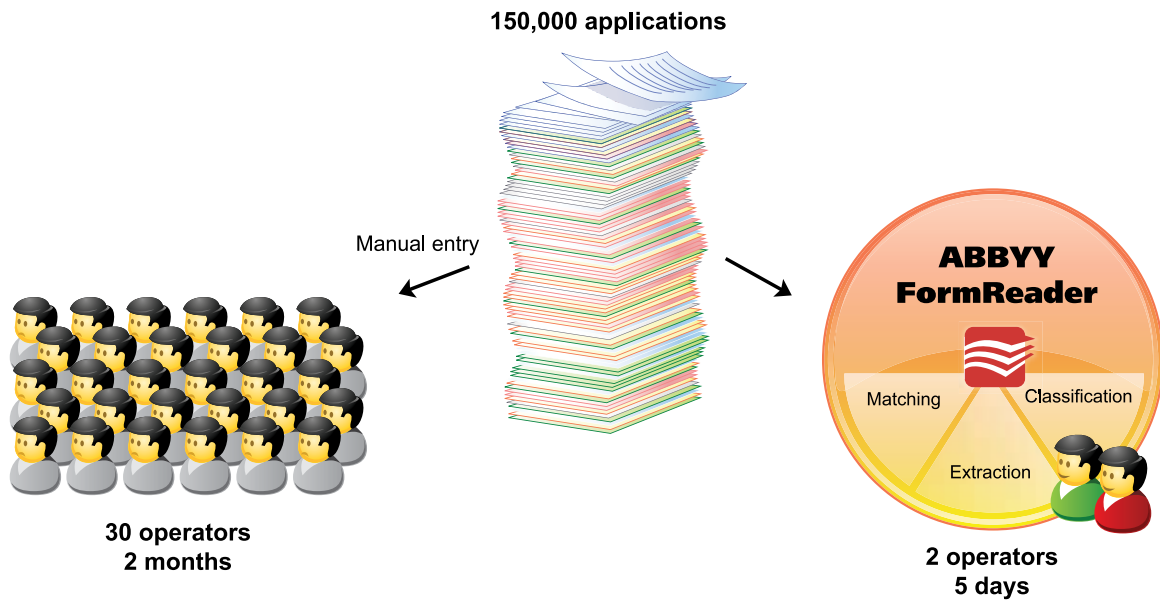 150,000 applications
Manual entry
ABBYY
FormReader
Matching
Classification
Extraction
30 operators
2 months
2 operators
5 days